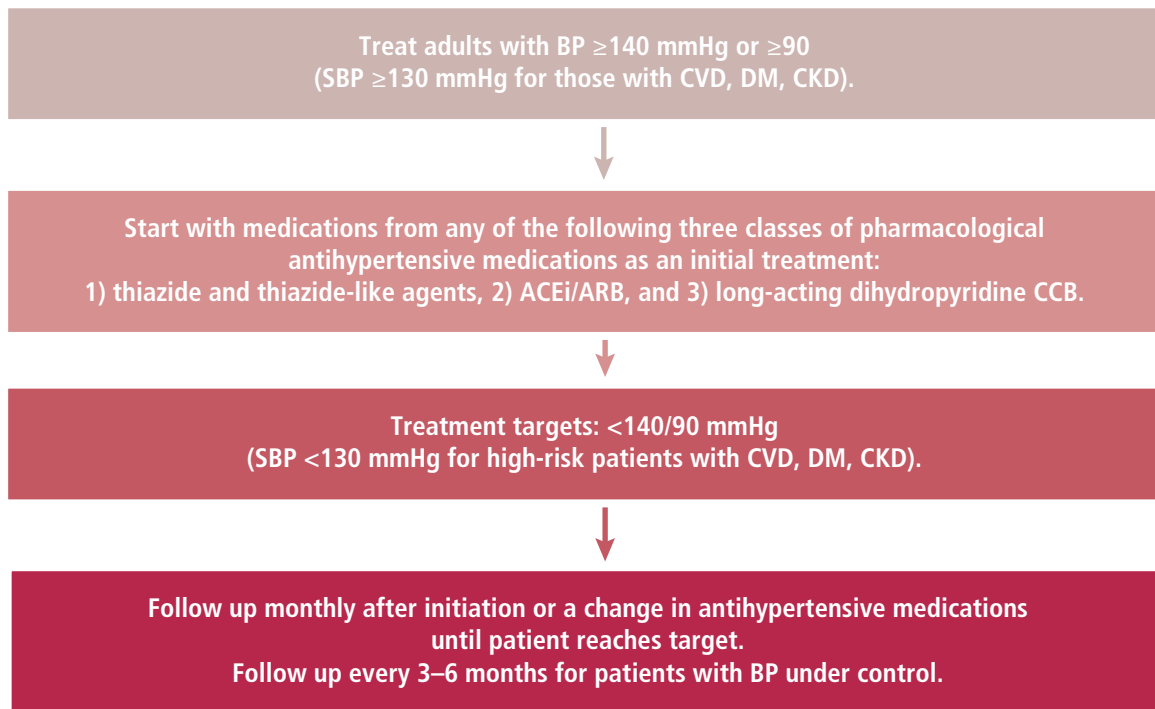 Treat adults with BP ≥140 mmHg or ≥90
(SBP ≥130 mmHg for those with CVD, DM, CKD).
Start with medications from any of the following three classes of pharmacological
antihypertensive medications as an initial treatment:
1) thiazide and thiazide-like agents, 2) ACEi/ARB, and 3) long-acting dihydropyridine CCB.
Treatment targets: <140/90 mmHg
(SBP <130 mmHg for high-risk patients with CVD, DM, CKD).
Follow up monthly after initiation or a change in antihypertensive medications
until patient reaches target.
Follow up every 3–6 months for patients with BP under control.